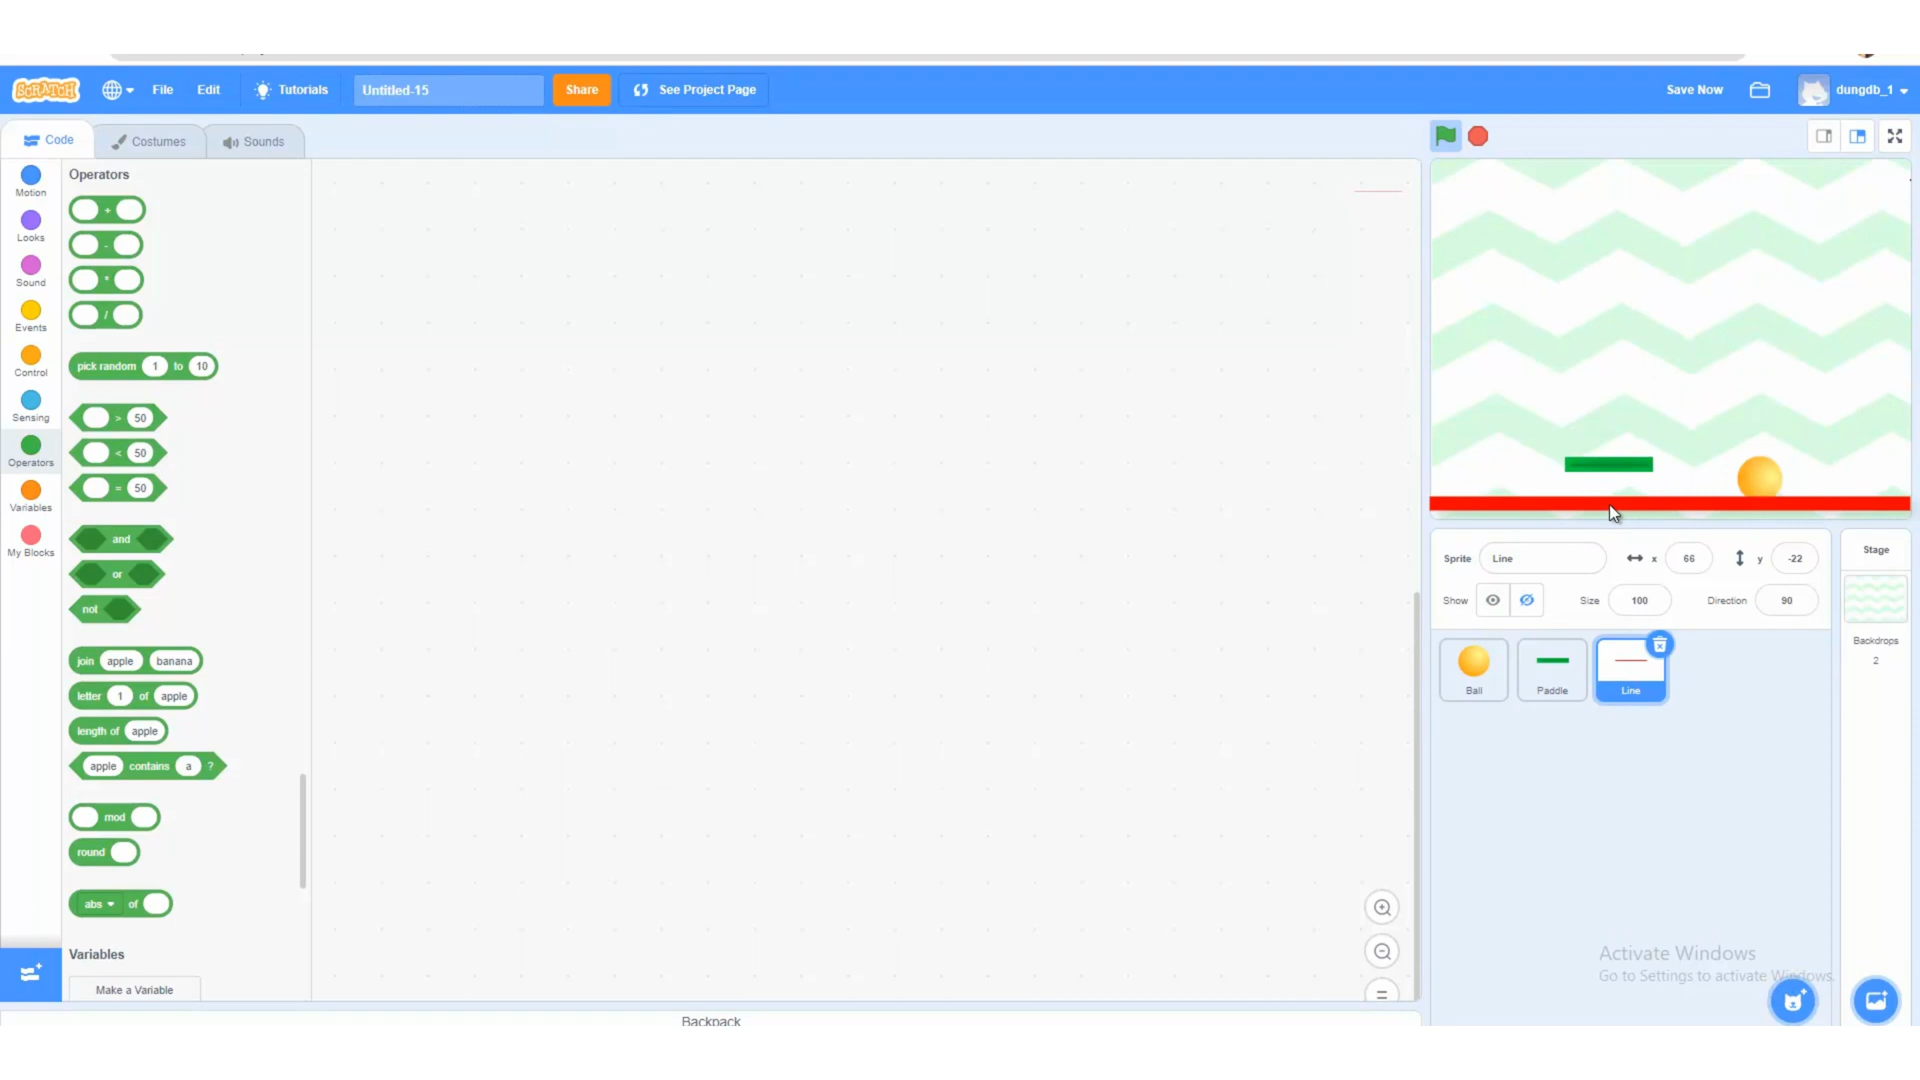 SCRATCH File Edit Tutorials Untitled-15 Share See Project Page Save Now dungdb_1
Code Costumes Sounds
Motion
Looks
Sound
Events
Control
Sensing
Operators
Variables
My Blocks
Operators
+
-
*
/
pick random 1 to 10
> 50
< 50
= 50
and
or
not
join apple banana
letter 1 of apple
length of apple
apple contains a ?
mod
round
abs of
Variables
Make a Variable
Backpack
Sprite Line x 66 y -22
Show Size 100 Direction 90
Ball
Paddle
Line
Stage
Backdrops
2
Activate Windows
Go to Settings to activate Windows.